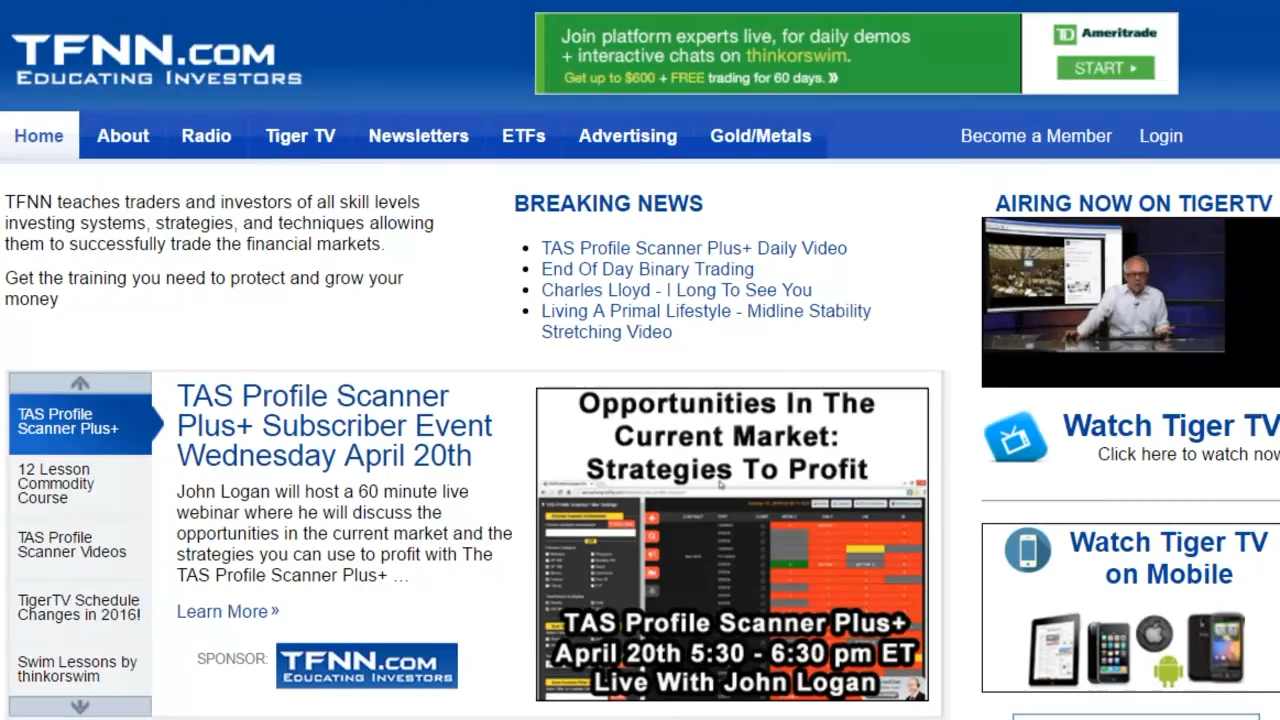 TFNN.COM
EDUCATING INVESTORS
Join platform experts live, for daily demos
+ interactive chats on thinkorswim.
Get up to $600 + FREE trading for 60 days. »
TD Ameritrade
START ▸
Home
About
Radio
Tiger TV
Newsletters
ETFs
Advertising
Gold/Metals
Become a Member
Login
TFNN teaches traders and investors of all skill levels
investing systems, strategies, and techniques allowing
them to successfully trade the financial markets.
Get the training you need to protect and grow your
money
BREAKING NEWS
TAS Profile Scanner Plus+ Daily Video
End Of Day Binary Trading
Charles Lloyd - I Long To See You
Living A Primal Lifestyle - Midline Stability
Stretching Video
AIRING NOW ON TIGERTV
Watch Tiger TV
Click here to watch now
Watch Tiger TV
on Mobile
TAS Profile
Scanner Plus+
12 Lesson
Commodity
Course
TAS Profile
Scanner Videos
TigerTV Schedule
Changes in 2016!
Swim Lessons by
thinkorswim
TAS Profile Scanner
Plus+ Subscriber Event
Wednesday April 20th
John Logan will host a 60 minute live
webinar where he will discuss the
opportunities in the current market and the
strategies you can use to profit with The
TAS Profile Scanner Plus+ …
Learn More »
SPONSOR:
TFNN.COM
EDUCATING INVESTORS
Opportunities In The
Current Market:
Strategies To Profit
TAS Profile Scanner Plus+
April 20th 5:30 - 6:30 pm ET
Live With John Logan